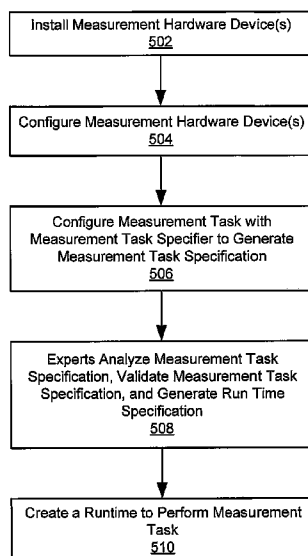 Install Measurement Hardware Device(s)
502
Configure Measurement Hardware Device(s)
504
Configure Measurement Task with
Measurement Task Specifier to Generate
Measurement Task Specification
506
Experts Analyze Measurement Task
Specification, Validate Measurement Task
Specification, and Generate Run Time
Specification
508
Create a Runtime to Perform Measurement
Task
510